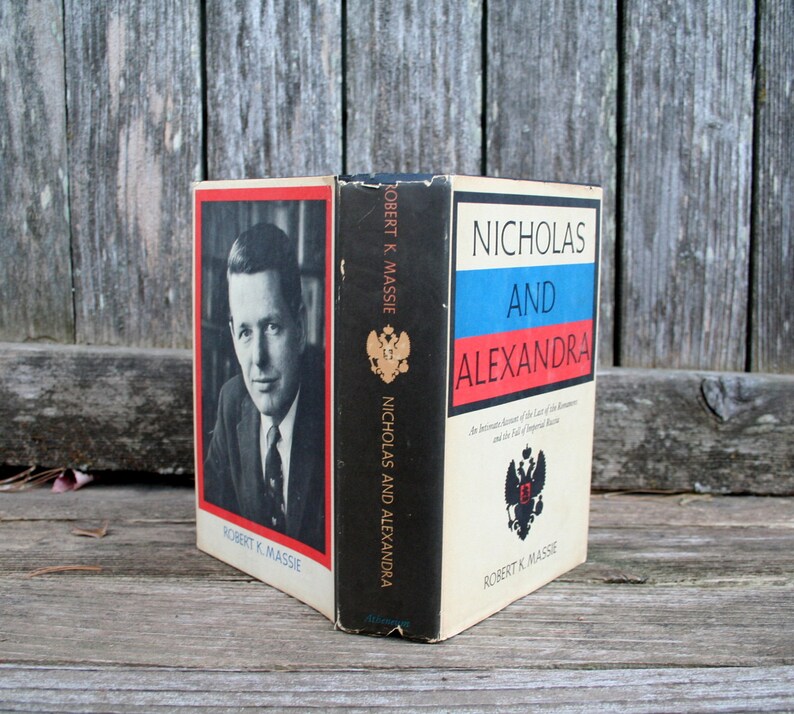 ROBERT K. MASSIE
ROBERT K. MASSIE
NICHOLAS AND ALEXANDRA
Atheneum
NICHOLAS
AND
ALEXANDRA
An Intimate Account of the Last of the Romanovs
and the Fall of Imperial Russia
ROBERT K. MASSIE